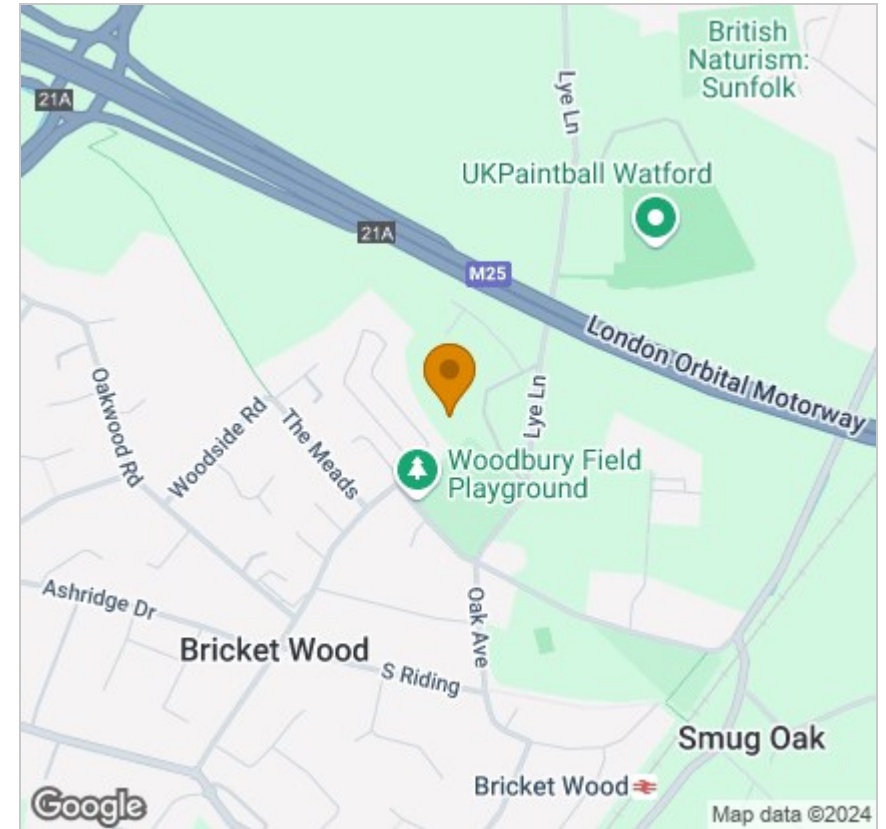 British
Naturism:
Sunfolk
21A
Lye Ln
UKPaintball Watford
21A
M25
London Orbital Motorway
Oakwood Rd
Woodside Rd
The Meads
Lye Ln
Woodbury Field
Playground
Ashridge Dr
Oak Ave
Bricket Wood
S Riding
Smug Oak
Bricket Wood
Google
Map data ©2024